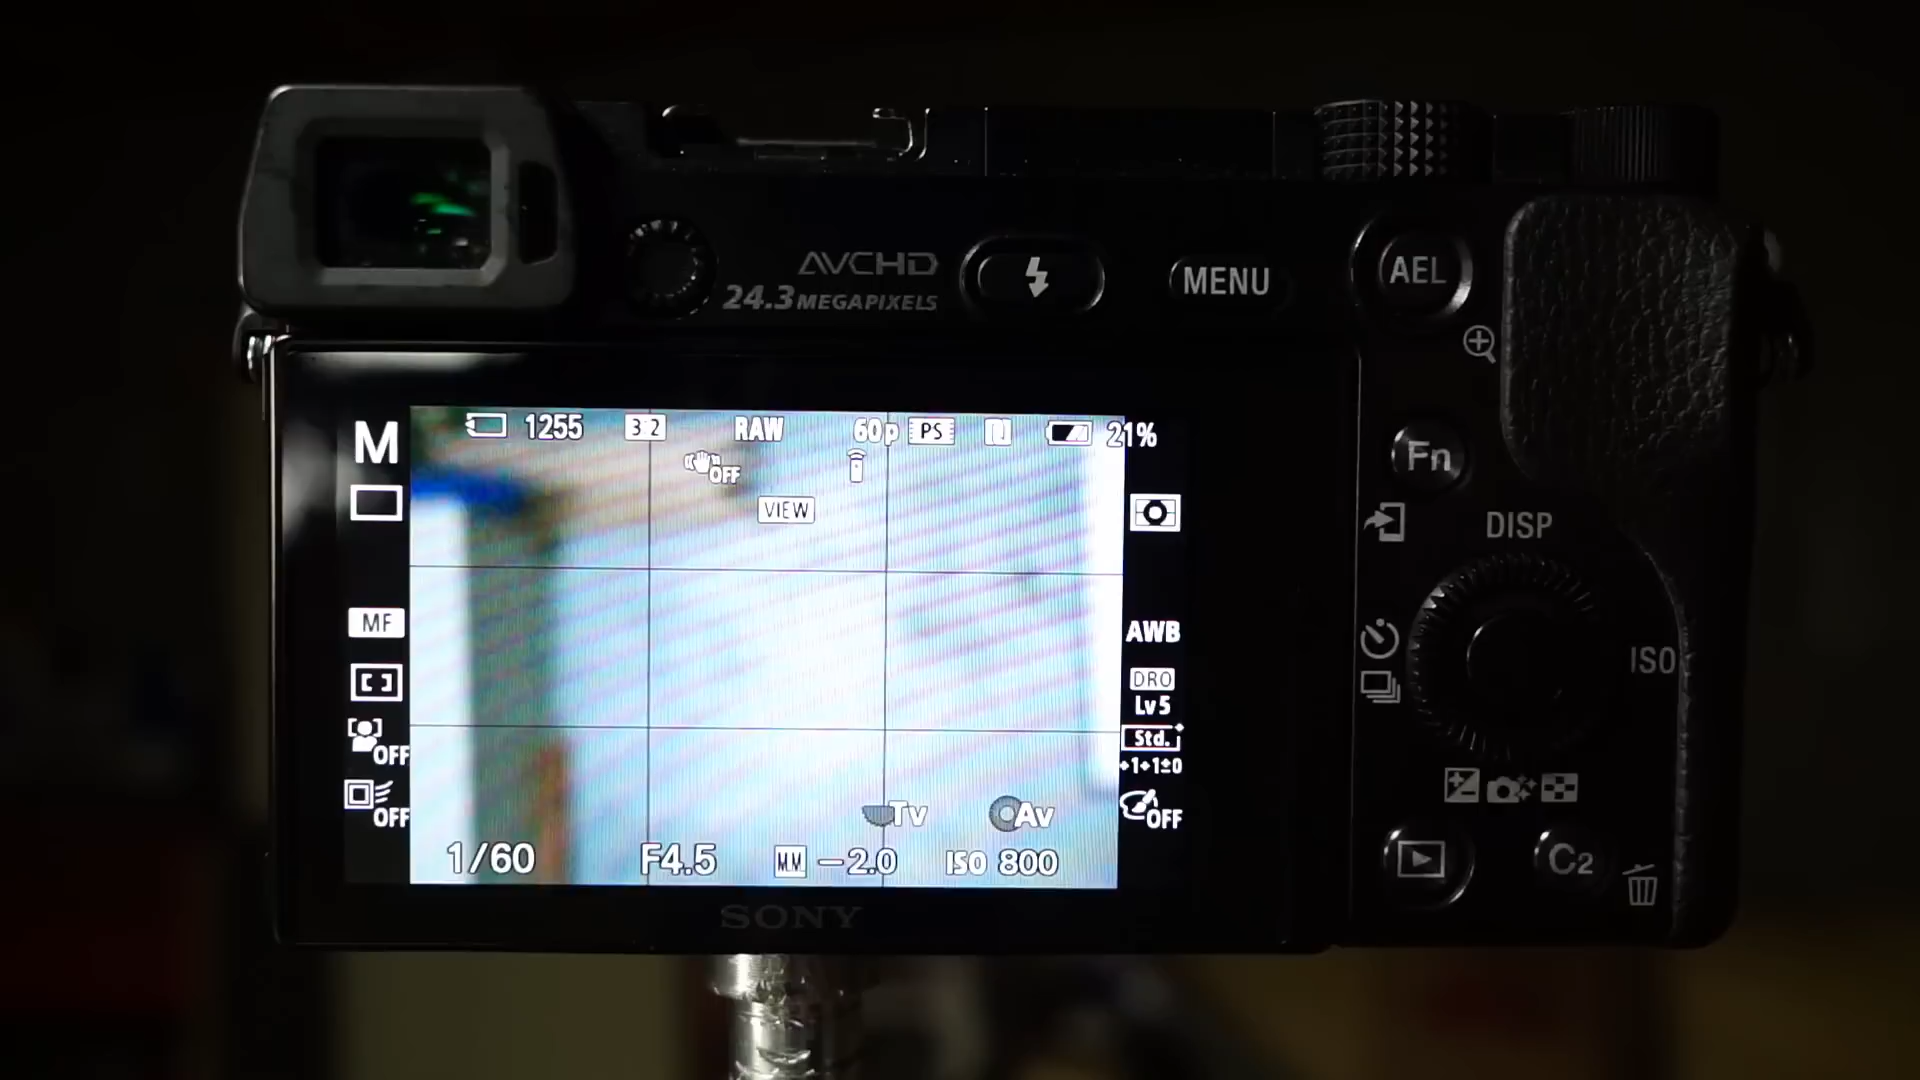 AVCHD
24.3 MEGAPIXELS
MENU
AEL
M
1255
3:2
RAW
60p
PS
21%
OFF
VIEW
Fn
DISP
MF
AWB
DRO
Lv5
ISO
OFF
Std.
+1+1±0
OFF
Tv
Av
OFF
1/60
F4.5
M.M.
−2.0
ISO 800
C2
SONY